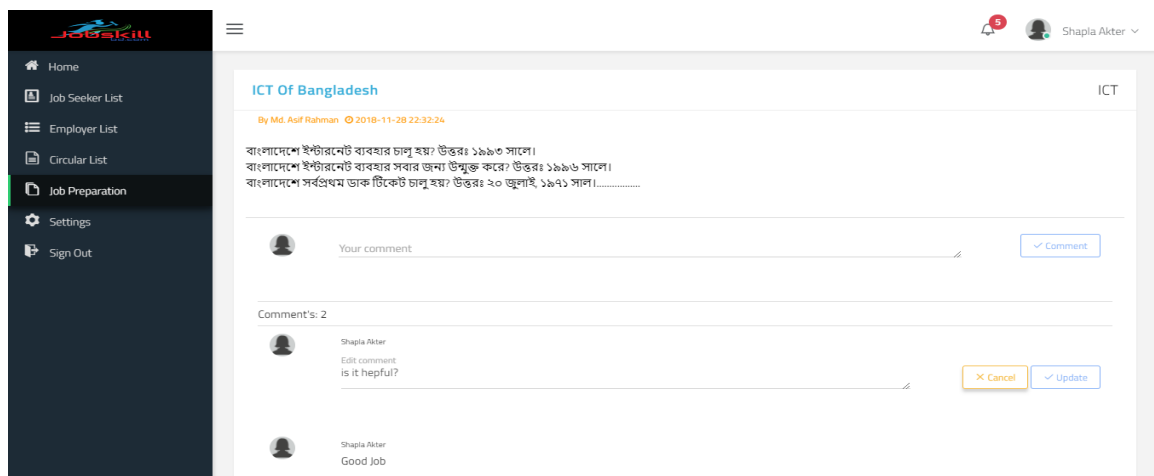 Jobskill
5
Shapla Akter
Home
Job Seeker List
Employer List
Circular List
Job Preparation
Settings
Sign Out
ICT Of Bangladesh
ICT
By Md. Asif Rahman 2018-11-28 22:32:24
বাংলাদেশে ইন্টারনেট ব্যবহার চালু হয়? উত্তরঃ ১৯৯৩ সালে।
বাংলাদেশে ইন্টারনেট ব্যবহার সবার জন্য উন্মুক্ত করে? উত্তরঃ ১৯৯৬ সালে।
বাংলাদেশে সর্বপ্রথম ডাক টিকেট চালু হয়? উত্তরঃ ২০ জুলাই, ১৯৭১ সাল।................
Your comment
Comment
Comment's: 2
Shapla Akter
Edit comment
is it hepful?
Cancel
Update
Shapla Akter
Good Job